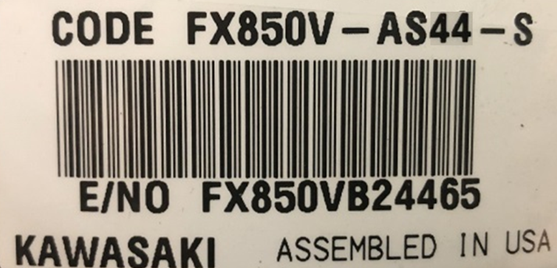 CODE FX850V-AS44-S
E/NO FX850VB24465
KAWASAKI ASSEMBLED IN USA